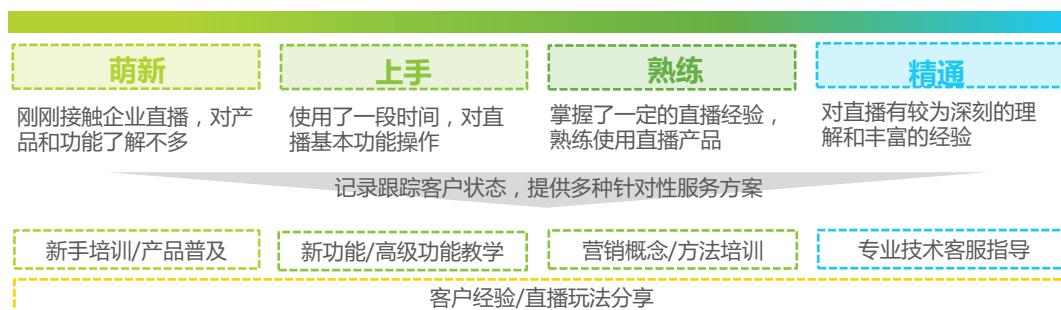 萌新
上手
熟练
精通
刚刚接触企业直播，对产
品和功能了解不多
使用了一段时间，对直
播基本功能操作
掌握了一定的直播经验，
熟练使用直播产品
对直播有较为深刻的理
解和丰富的经验
记录跟踪客户状态，提供多种针对性服务方案
新手培训/产品普及
新功能/高级功能教学
营销概念/方法培训
专业技术客服指导
客户经验/直播玩法分享